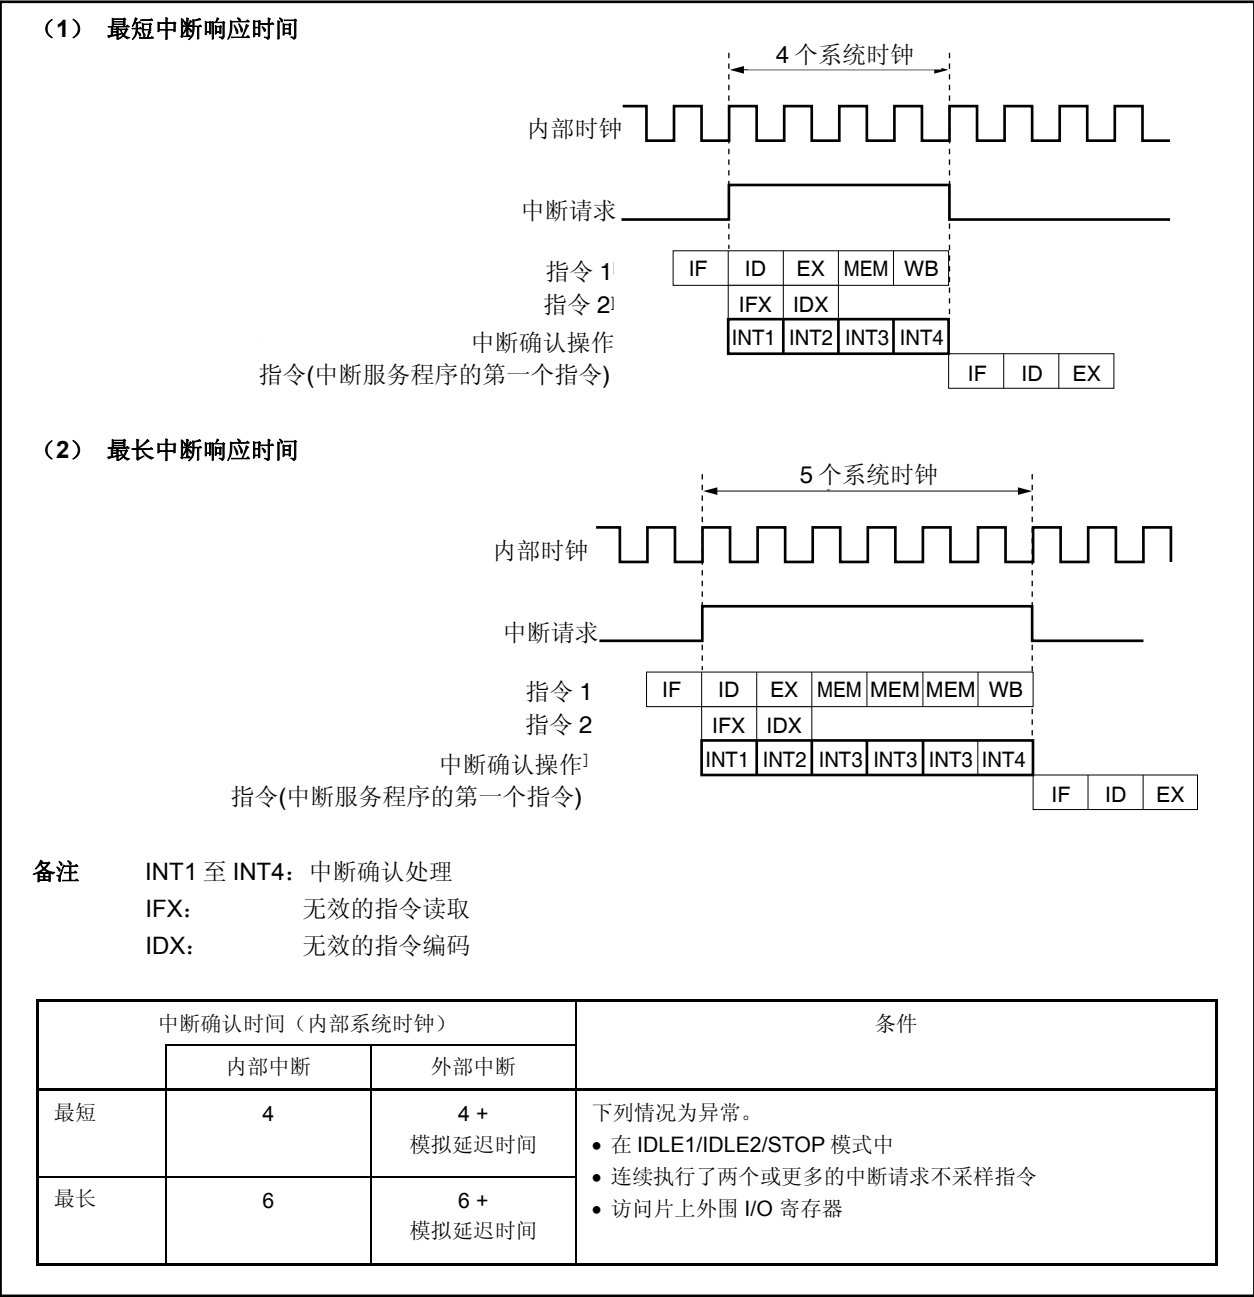 （1） 最短中断响应时间
4 个系统时钟
内部时钟
中断请求
指令 1
IF ID EX MEM WB
指令 2
IFX IDX
中断确认操作
INT1 INT2 INT3 INT4
指令(中断服务程序的第一个指令)
IF ID EX
（2） 最长中断响应时间
5 个系统时钟
内部时钟
中断请求
指令 1
IF ID EX MEM MEM MEM WB
指令 2
IFX IDX
中断确认操作]
INT1 INT2 INT3 INT3 INT3 INT4
指令(中断服务程序的第一个指令)
IF ID EX
备注 INT1 至 INT4：中断确认处理
IFX： 无效的指令读取
IDX： 无效的指令编码
中断确认时间（内部系统时钟） 条件
内部中断 外部中断
最短 4 4 +
模拟延迟时间
最长 6 6 +
模拟延迟时间
下列情况为异常。
• 在 IDLE1/IDLE2/STOP 模式中
• 连续执行了两个或更多的中断请求不采样指令
• 访问片上外围 I/O 寄存器